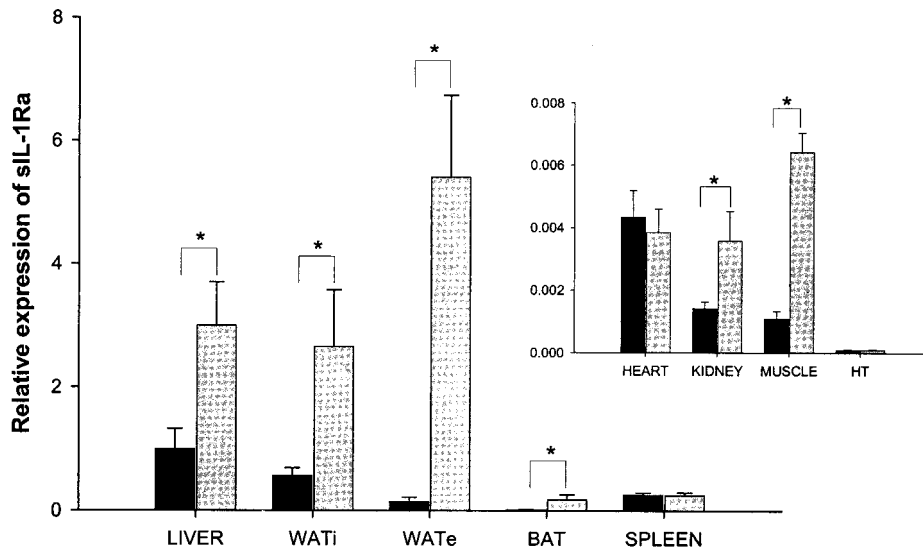 Relative expression of sIL-1Ra
8
6
4
2
0
*
*
*
*
LIVER
WATi
WATe
BAT
SPLEEN
0.008
0.006
0.004
0.002
0.000
*
*
HEART
KIDNEY
MUSCLE
HT